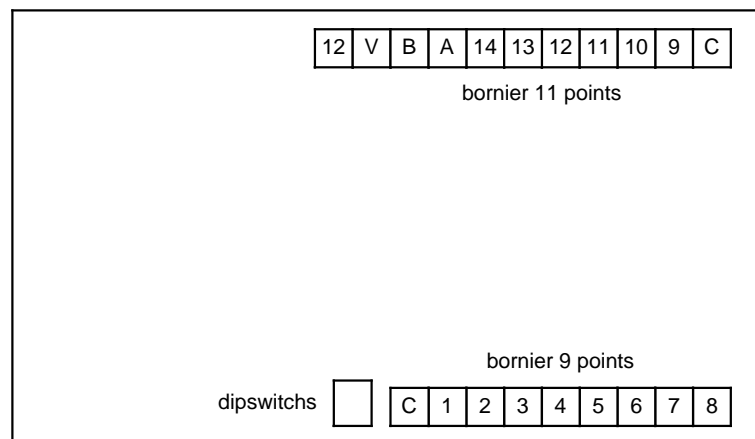 12 V B A 14 13 12 11 10 9 C
bornier 11 points
bornier 9 points
dipswitchs C 1 2 3 4 5 6 7 8